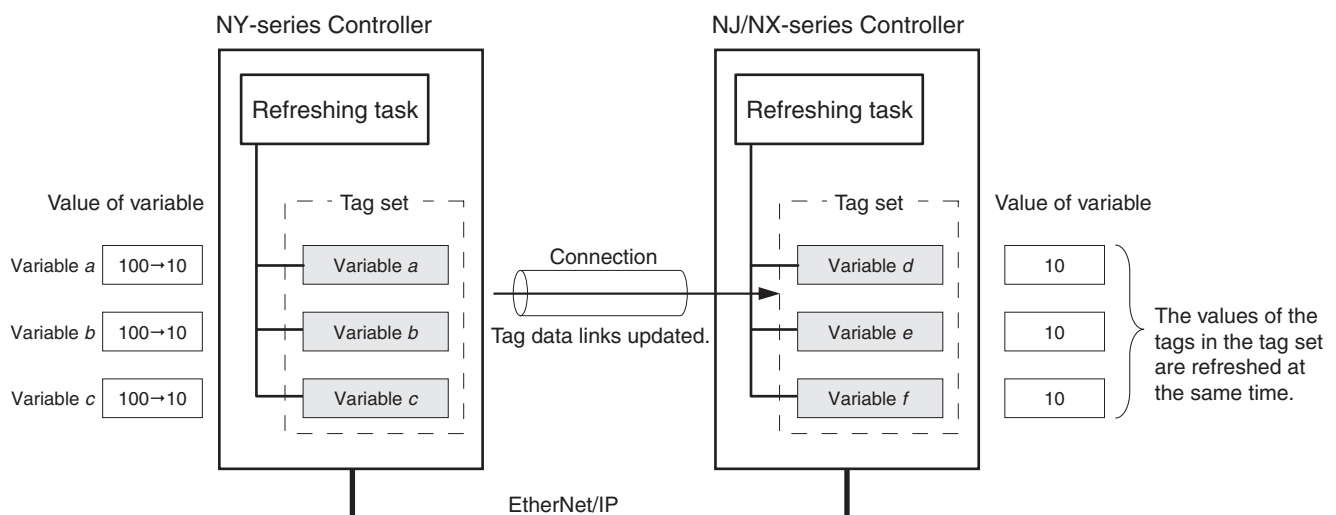 NY-series Controller
NJ/NX-series Controller
Refreshing task
Refreshing task
Value of variable
Tag set
Tag set
Value of variable
Variable a
100→10
Variable a
Connection
Variable d
10
Variable b
100→10
Variable b
Tag data links updated.
Variable e
10
Variable c
100→10
Variable c
Variable f
10
The values of the
tags in the tag set
are refreshed at
the same time.
EtherNet/IP